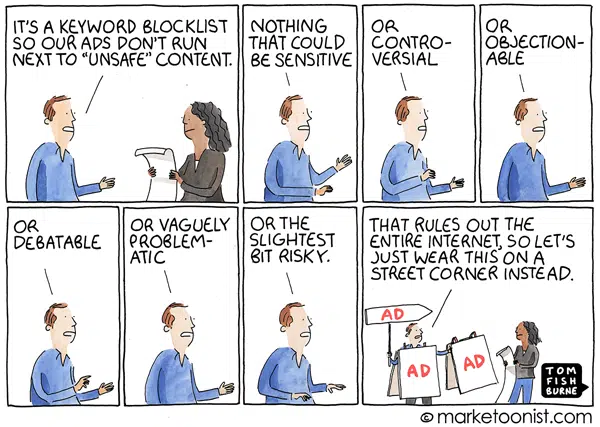 IT'S A KEYWORD BLOCKLIST
SO OUR ADS DON'T RUN
NEXT TO "UNSAFE" CONTENT.
NOTHING
THAT COULD
BE SENSITIVE
OR
CONTRO-
VERSIAL
OR
OBJECTION-
ABLE
OR
DEBATABLE
OR VAGUELY
PROBLEM-
ATIC
OR THE
SLIGHTEST
BIT RISKY.
THAT RULES OUT THE
ENTIRE INTERNET, SO LET'S
JUST WEAR THIS ON A
STREET CORNER INSTEAD.
AD
AD
AD
TOM
FISH
BURNE
© marketoonist.com